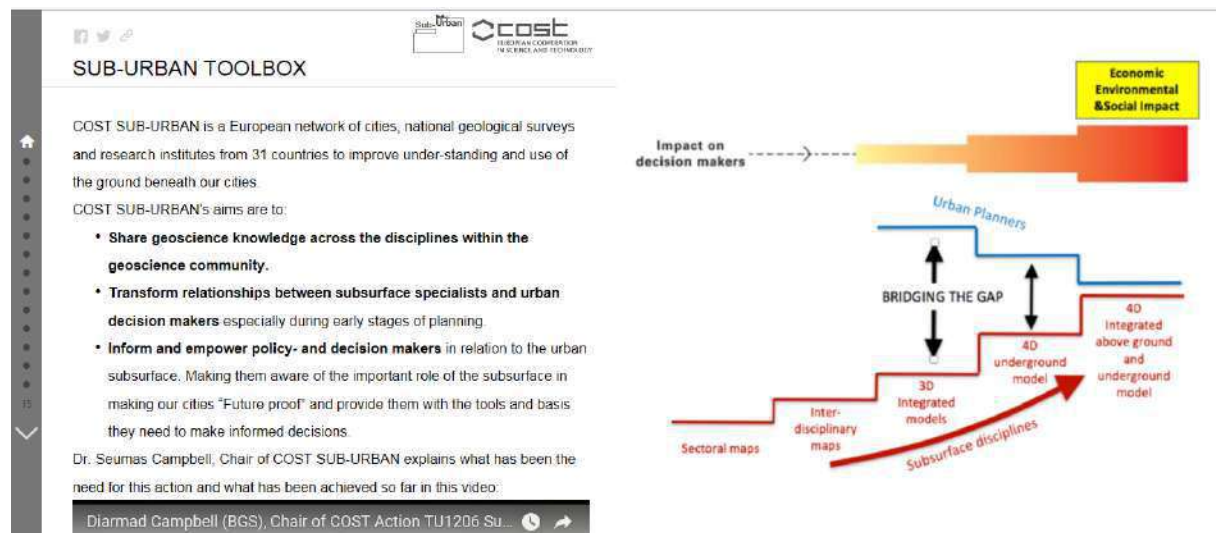 Sub-Urban
cost
EUROPEAN COOPERATION
IN SCIENCE AND TECHNOLOGY
SUB-URBAN TOOLBOX
COST SUB-URBAN is a European network of cities, national geological surveys
and research institutes from 31 countries to improve under-standing and use of
the ground beneath our cities.
COST SUB-URBAN's aims are to:
• Share geoscience knowledge across the disciplines within the
geoscience community.
• Transform relationships between subsurface specialists and urban
decision makers especially during early stages of planning.
• Inform and empower policy- and decision makers in relation to the urban
subsurface. Making them aware of the important role of the subsurface in
making our cities "Future proof" and provide them with the tools and basis
they need to make informed decisions.
Dr. Seumas Campbell, Chair of COST SUB-URBAN explains what has been the
need for this action and what has been achieved so far in this video:
Diarmad Campbell (BGS), Chair of COST Action TU1206 Su...
Economic
Environmental
&Social Impact
Impact on
decision makers
Urban Planners
BRIDGING THE GAP
4D
Integrated
above ground
and
underground
model
4D
underground
model
3D
Integrated
models
Inter-
disciplinary
maps
Sectoral maps
Subsurface disciplines